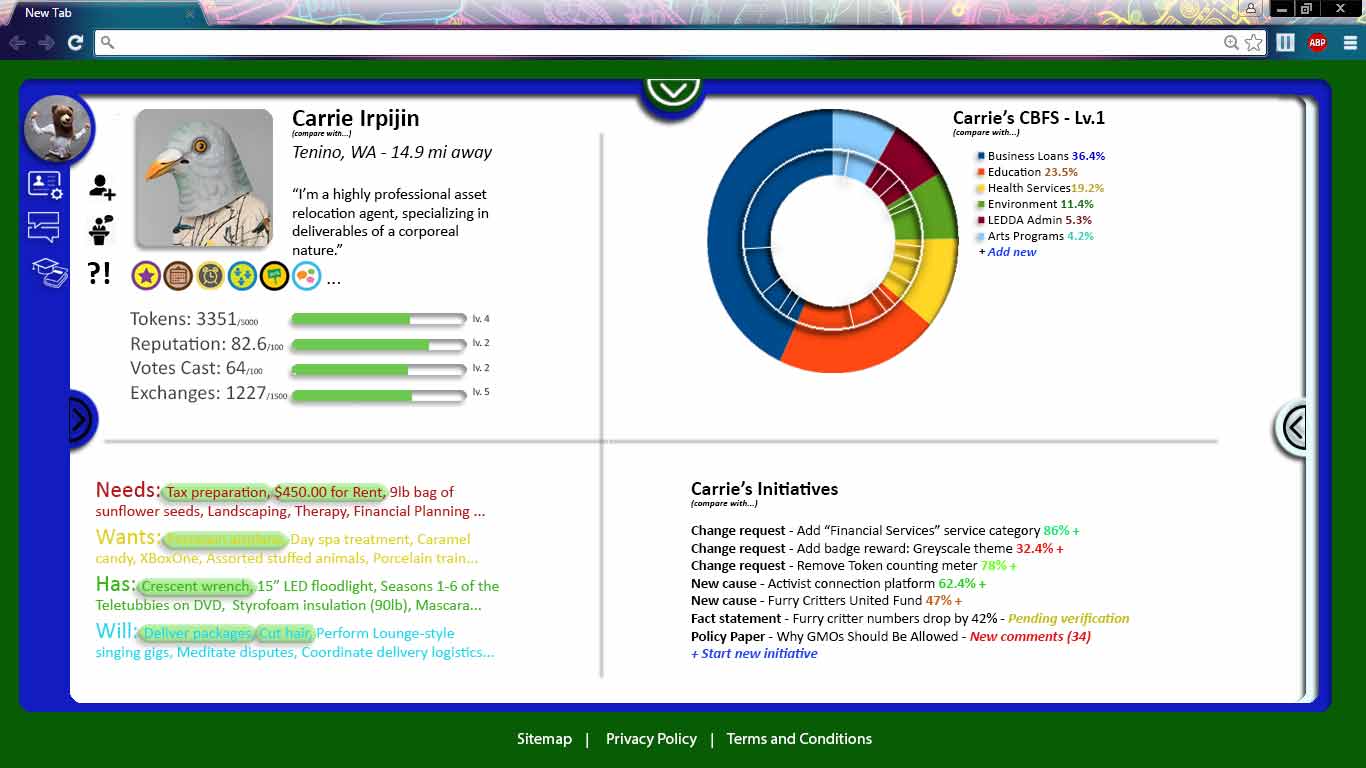 New Tab
ABP
Carrie Irpijin
(compare with...)
Tenino, WA - 14.9 mi away
“I’m a highly professional asset
relocation agent, specializing in
deliverables of a corporeal
nature.”
?!
...
Tokens: 3351/5000 lv. 4
Reputation: 82.6/100 lv. 2
Votes Cast: 64/100 lv. 2
Exchanges: 1227/1500 lv. 5
Carrie’s CBFS - Lv.1
(compare with...)
Business Loans 36.4%
Education 23.5%
Health Services19.2%
Environment 11.4%
LEDDA Admin 5.3%
Arts Programs 4.2%
+ Add new
Needs: Tax preparation, $450.00 for Rent, 9lb bag of
sunflower seeds, Landscaping, Therapy, Financial Planning ...
Wants: Day spa treatment, Caramel
candy, XBoxOne, Assorted stuffed animals, Porcelain train...
Has: Crescent wrench, 15” LED floodlight, Seasons 1-6 of the
Teletubbies on DVD, Styrofoam insulation (90lb), Mascara...
Will: Deliver packages, Cut hair, Perform Lounge-style
singing gigs, Meditate disputes, Coordinate delivery logistics...
Carrie’s Initiatives
(compare with...)
Change request - Add “Financial Services” service category 86% +
Change request - Add badge reward: Greyscale theme 32.4% +
Change request - Remove Token counting meter 78% +
New cause - Activist connection platform 62.4% +
New cause - Furry Critters United Fund 47% +
Fact statement - Furry critter numbers drop by 42% - Pending verification
Policy Paper - Why GMOs Should Be Allowed - New comments (34)
+ Start new initiative
Sitemap | Privacy Policy | Terms and Conditions